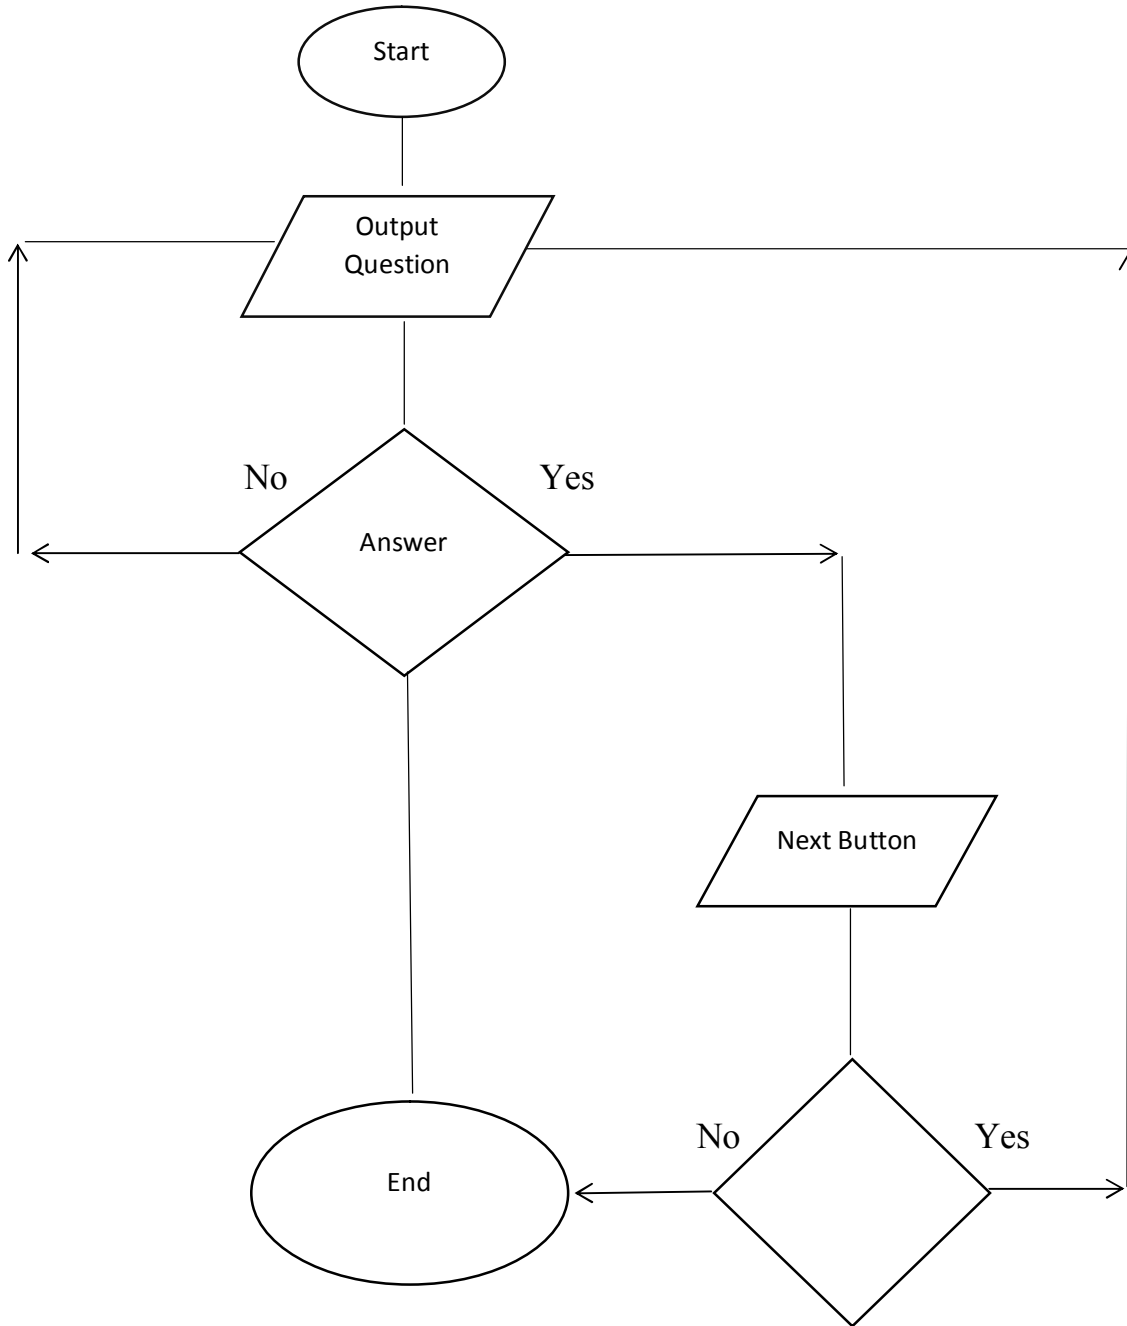 Start
Output
Question
No
Yes
Answer
Next Button
No
Yes
End